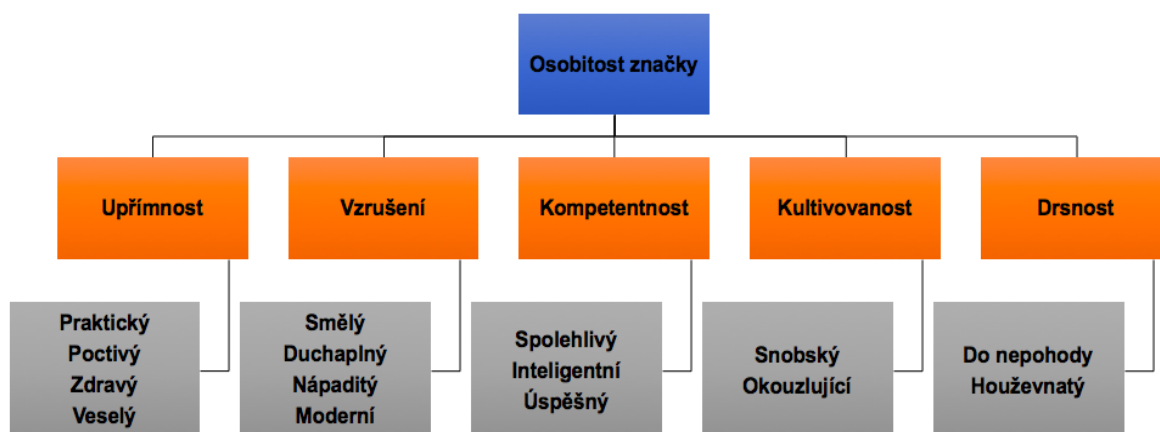 Osobitost značky
Upřímnost
Vzrušení
Kompetentnost
Kultivovanost
Drsnost
Praktický
Poctivý
Zdravý
Veselý
Smělý
Duchaplný
Nápaditý
Moderní
Spolehlivý
Inteligentní
Úspěšný
Snobský
Okouzlující
Do nepohody
Houževnatý